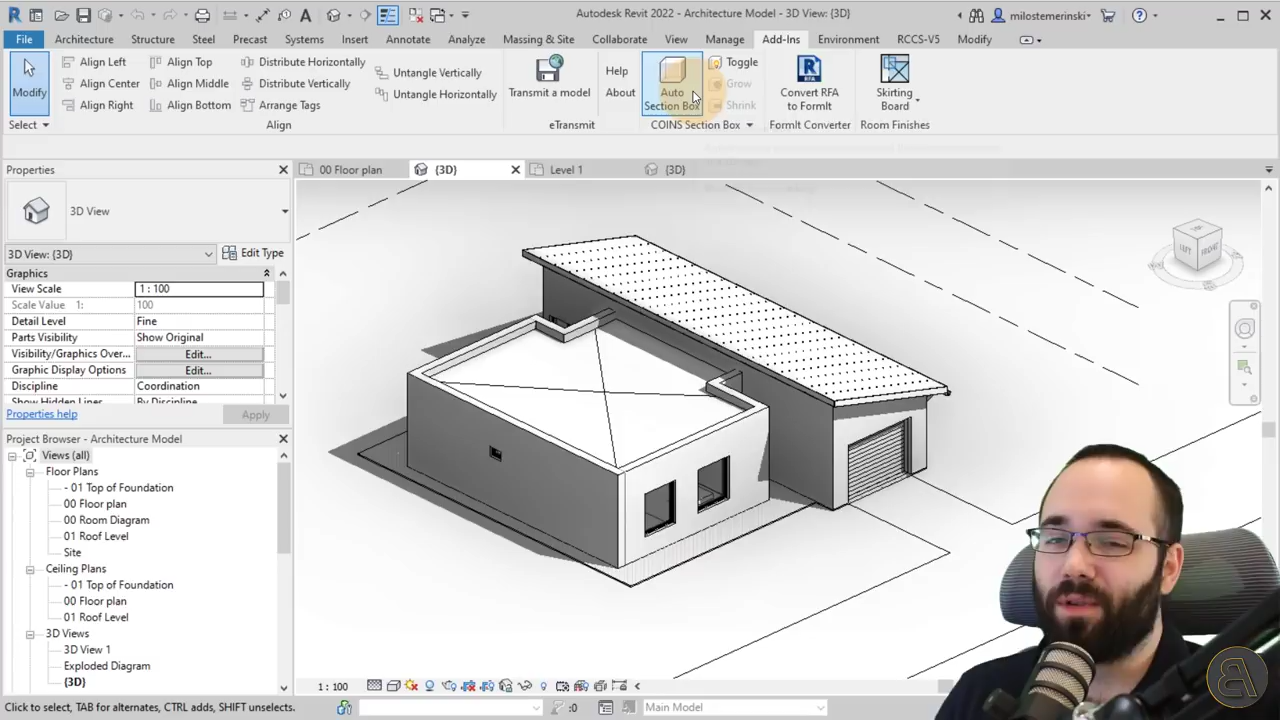 Autodesk Revit 2022 - Architecture Model - 3D View: {3D}
milostemerinski
File
Architecture
Structure
Steel
Precast
Systems
Insert
Annotate
Analyze
Massing & Site
Collaborate
View
Manage
Add-Ins
Environment
RCCS-V5
Modify
Modify
Align Left
Align Center
Align Right
Align Top
Align Middle
Align Bottom
Distribute Horizontally
Distribute Vertically
Arrange Tags
Untangle Vertically
Untangle Horizontally
Transmit a model
Help
About
Auto
Section Box
Toggle
Grow
Shrink
Convert RFA
to FormIt
Skirting
Board
Select
Align
eTransmit
COINS Section Box
FormIt Converter
Room Finishes
Properties
00 Floor plan
{3D}
Level 1
{3D}
3D View
3D View: {3D}
Edit Type
Graphics
View Scale
1 : 100
Scale Value 1:
100
Detail Level
Fine
Parts Visibility
Show Original
Visibility/Graphics Over...
Edit...
Graphic Display Options
Edit...
Discipline
Coordination
Show Hidden Lines
By Discipline
Properties help
Apply
Project Browser - Architecture Model
Views (all)
Floor Plans
- 01 Top of Foundation
00 Floor plan
00 Room Diagram
01 Roof Level
Site
Ceiling Plans
- 01 Top of Foundation
00 Floor plan
01 Roof Level
3D Views
3D View 1
Exploded Diagram
{3D}
LEFT
1 : 100
Click to select, TAB for alternates, CTRL adds, SHIFT unselects.
:0
Main Model